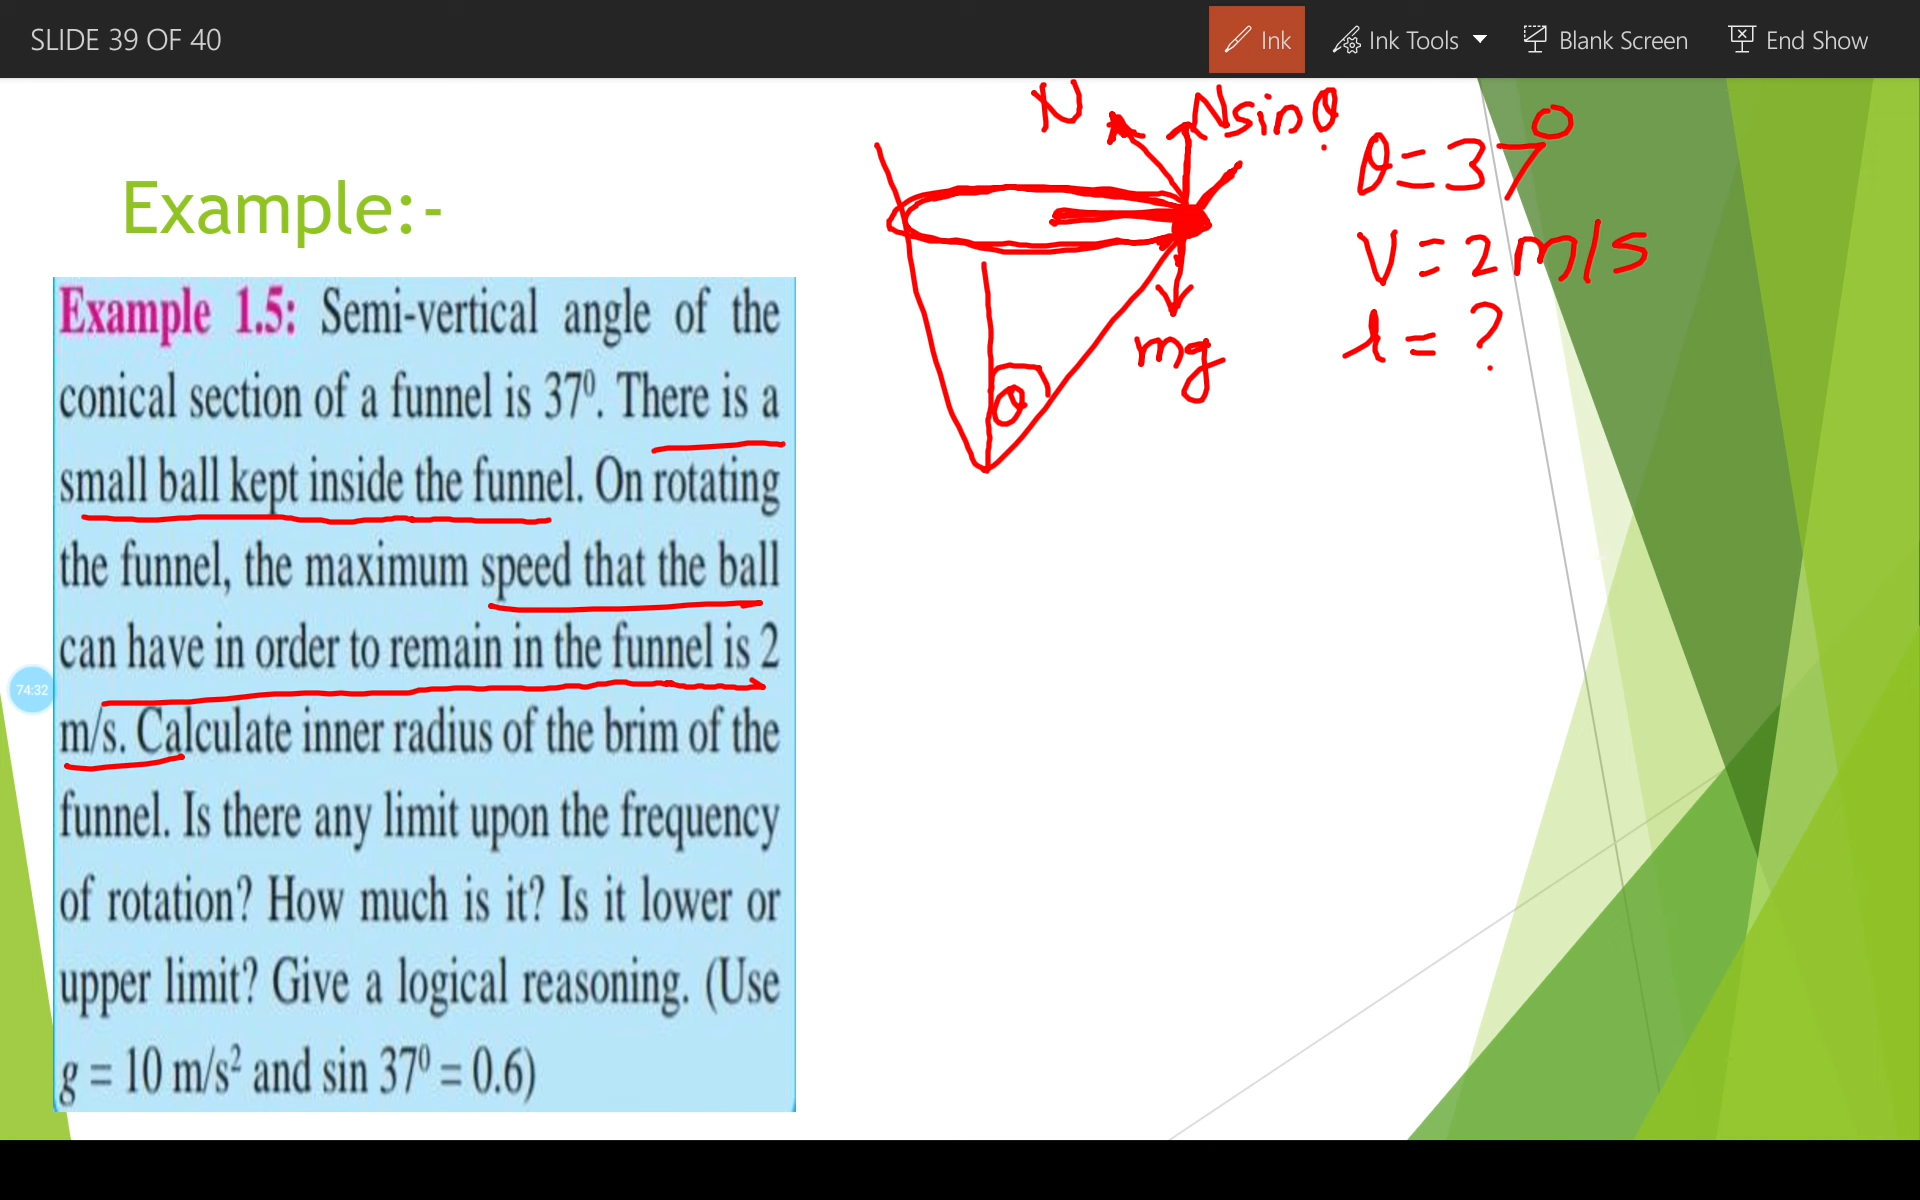 SLIDE 39 OF 40
Ink
Ink Tools
Blank Screen
End Show
Example:-
Example 1.5: Semi-vertical angle of the
conical section of a funnel is 37⁰. There is a
small ball kept inside the funnel. On rotating
the funnel, the maximum speed that the ball
can have in order to remain in the funnel is 2
m/s. Calculate inner radius of the brim of the
funnel. Is there any limit upon the frequency
of rotation? How much is it? Is it lower or
upper limit? Give a logical reasoning. (Use
g = 10 m/s² and sin 37⁰ = 0.6)
74:32
N
Nsinθ
mg
θ
θ = 37⁰
V = 2 m/s
= ?